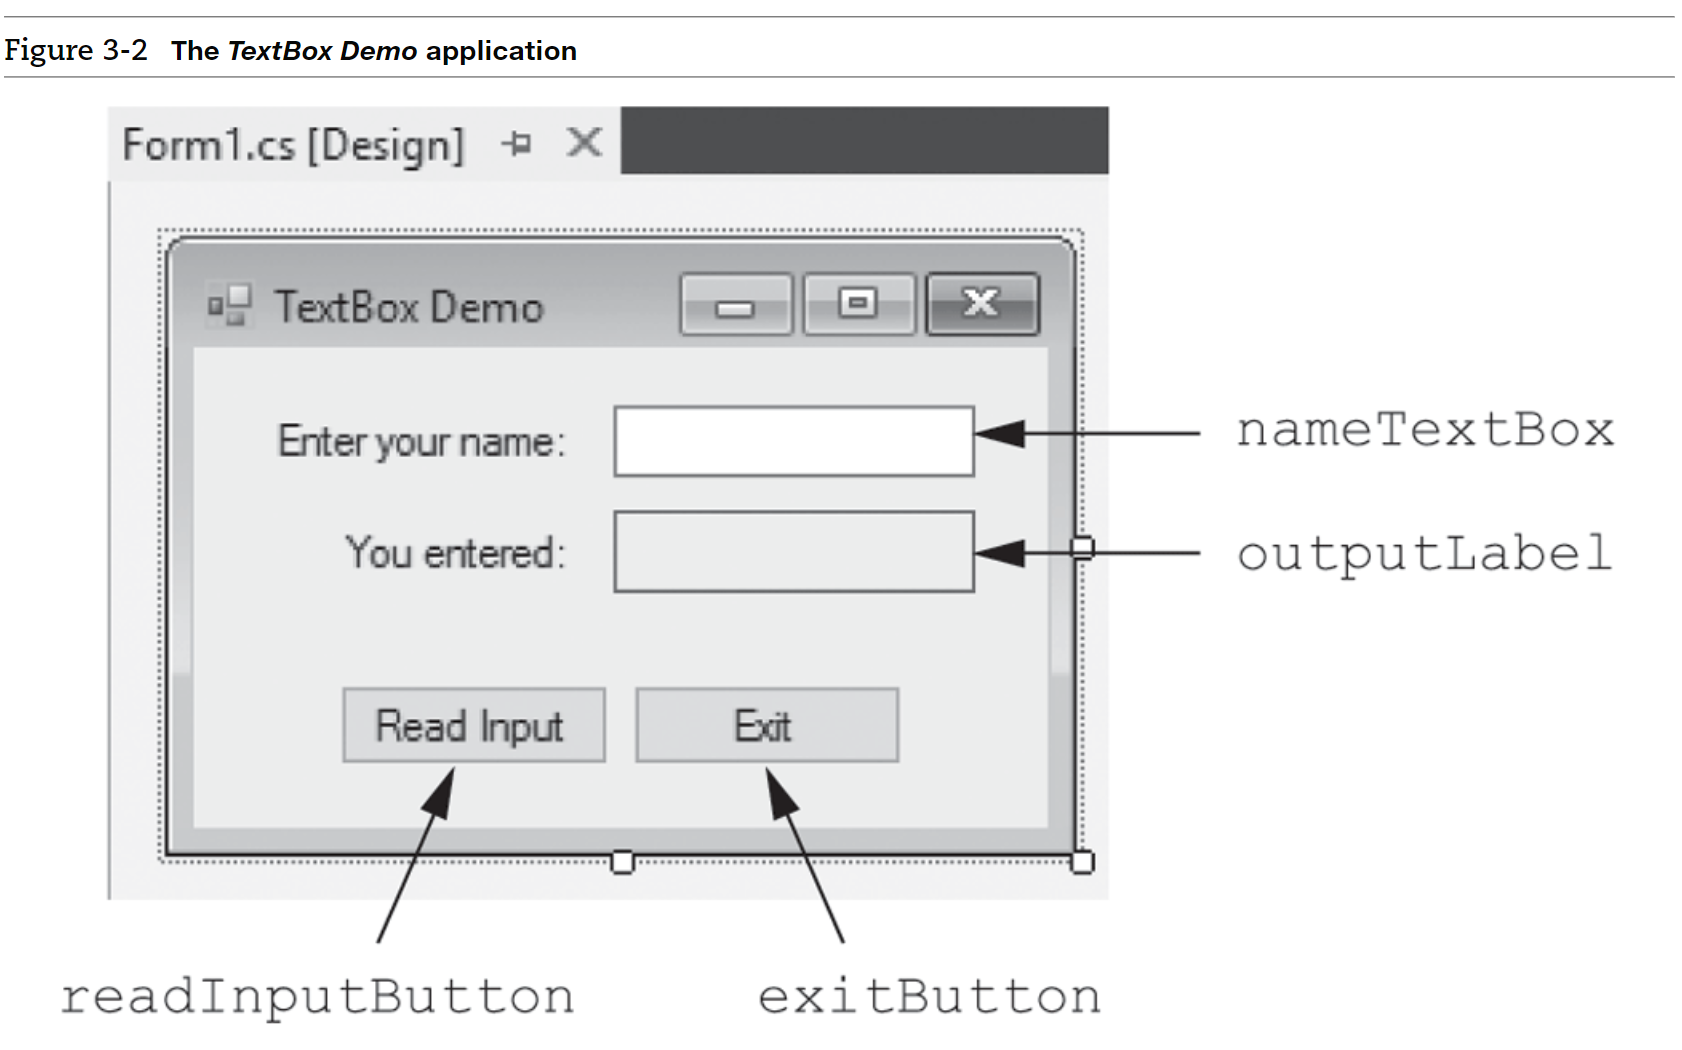 Figure 3-2 The TextBox Demo application
Form1.cs [Design]
TextBox Demo
Enter your name:
nameTextBox
You entered:
outputLabel
Read Input
Exit
readInputButton
exitButton